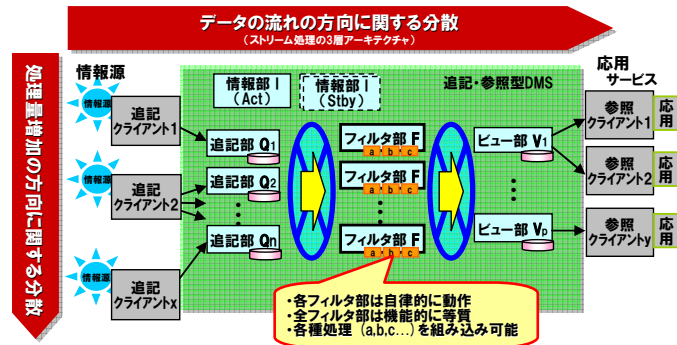 データの流れの方向に関する分散
(ストリーム処理の3層アーキテクチャ)
処理量増加の方向に関する分散
情報源
情報源
追記
クライアント1
情報源
追記
クライアント2
情報源
追記
クライアントx
情報部 I
(Act)
情報部 I
(Stby)
追記・参照型DMS
追記部 Q1
追記部 Q2
⋮
追記部 Qn
フィルタ部 F
a・b・c
フィルタ部 F
a・b・c
⋮
フィルタ部 F
a・b・c
ビュー部 V1
⋮
ビュー部 Vp
応用
サービス
参照
クライアント1
応用
参照
クライアント2
応用
参照
クライアントy
応用
・各フィルタ部は自律的に動作
・全フィルタ部は機能的に等質
・各種処理 (a,b,c…)を組み込み可能